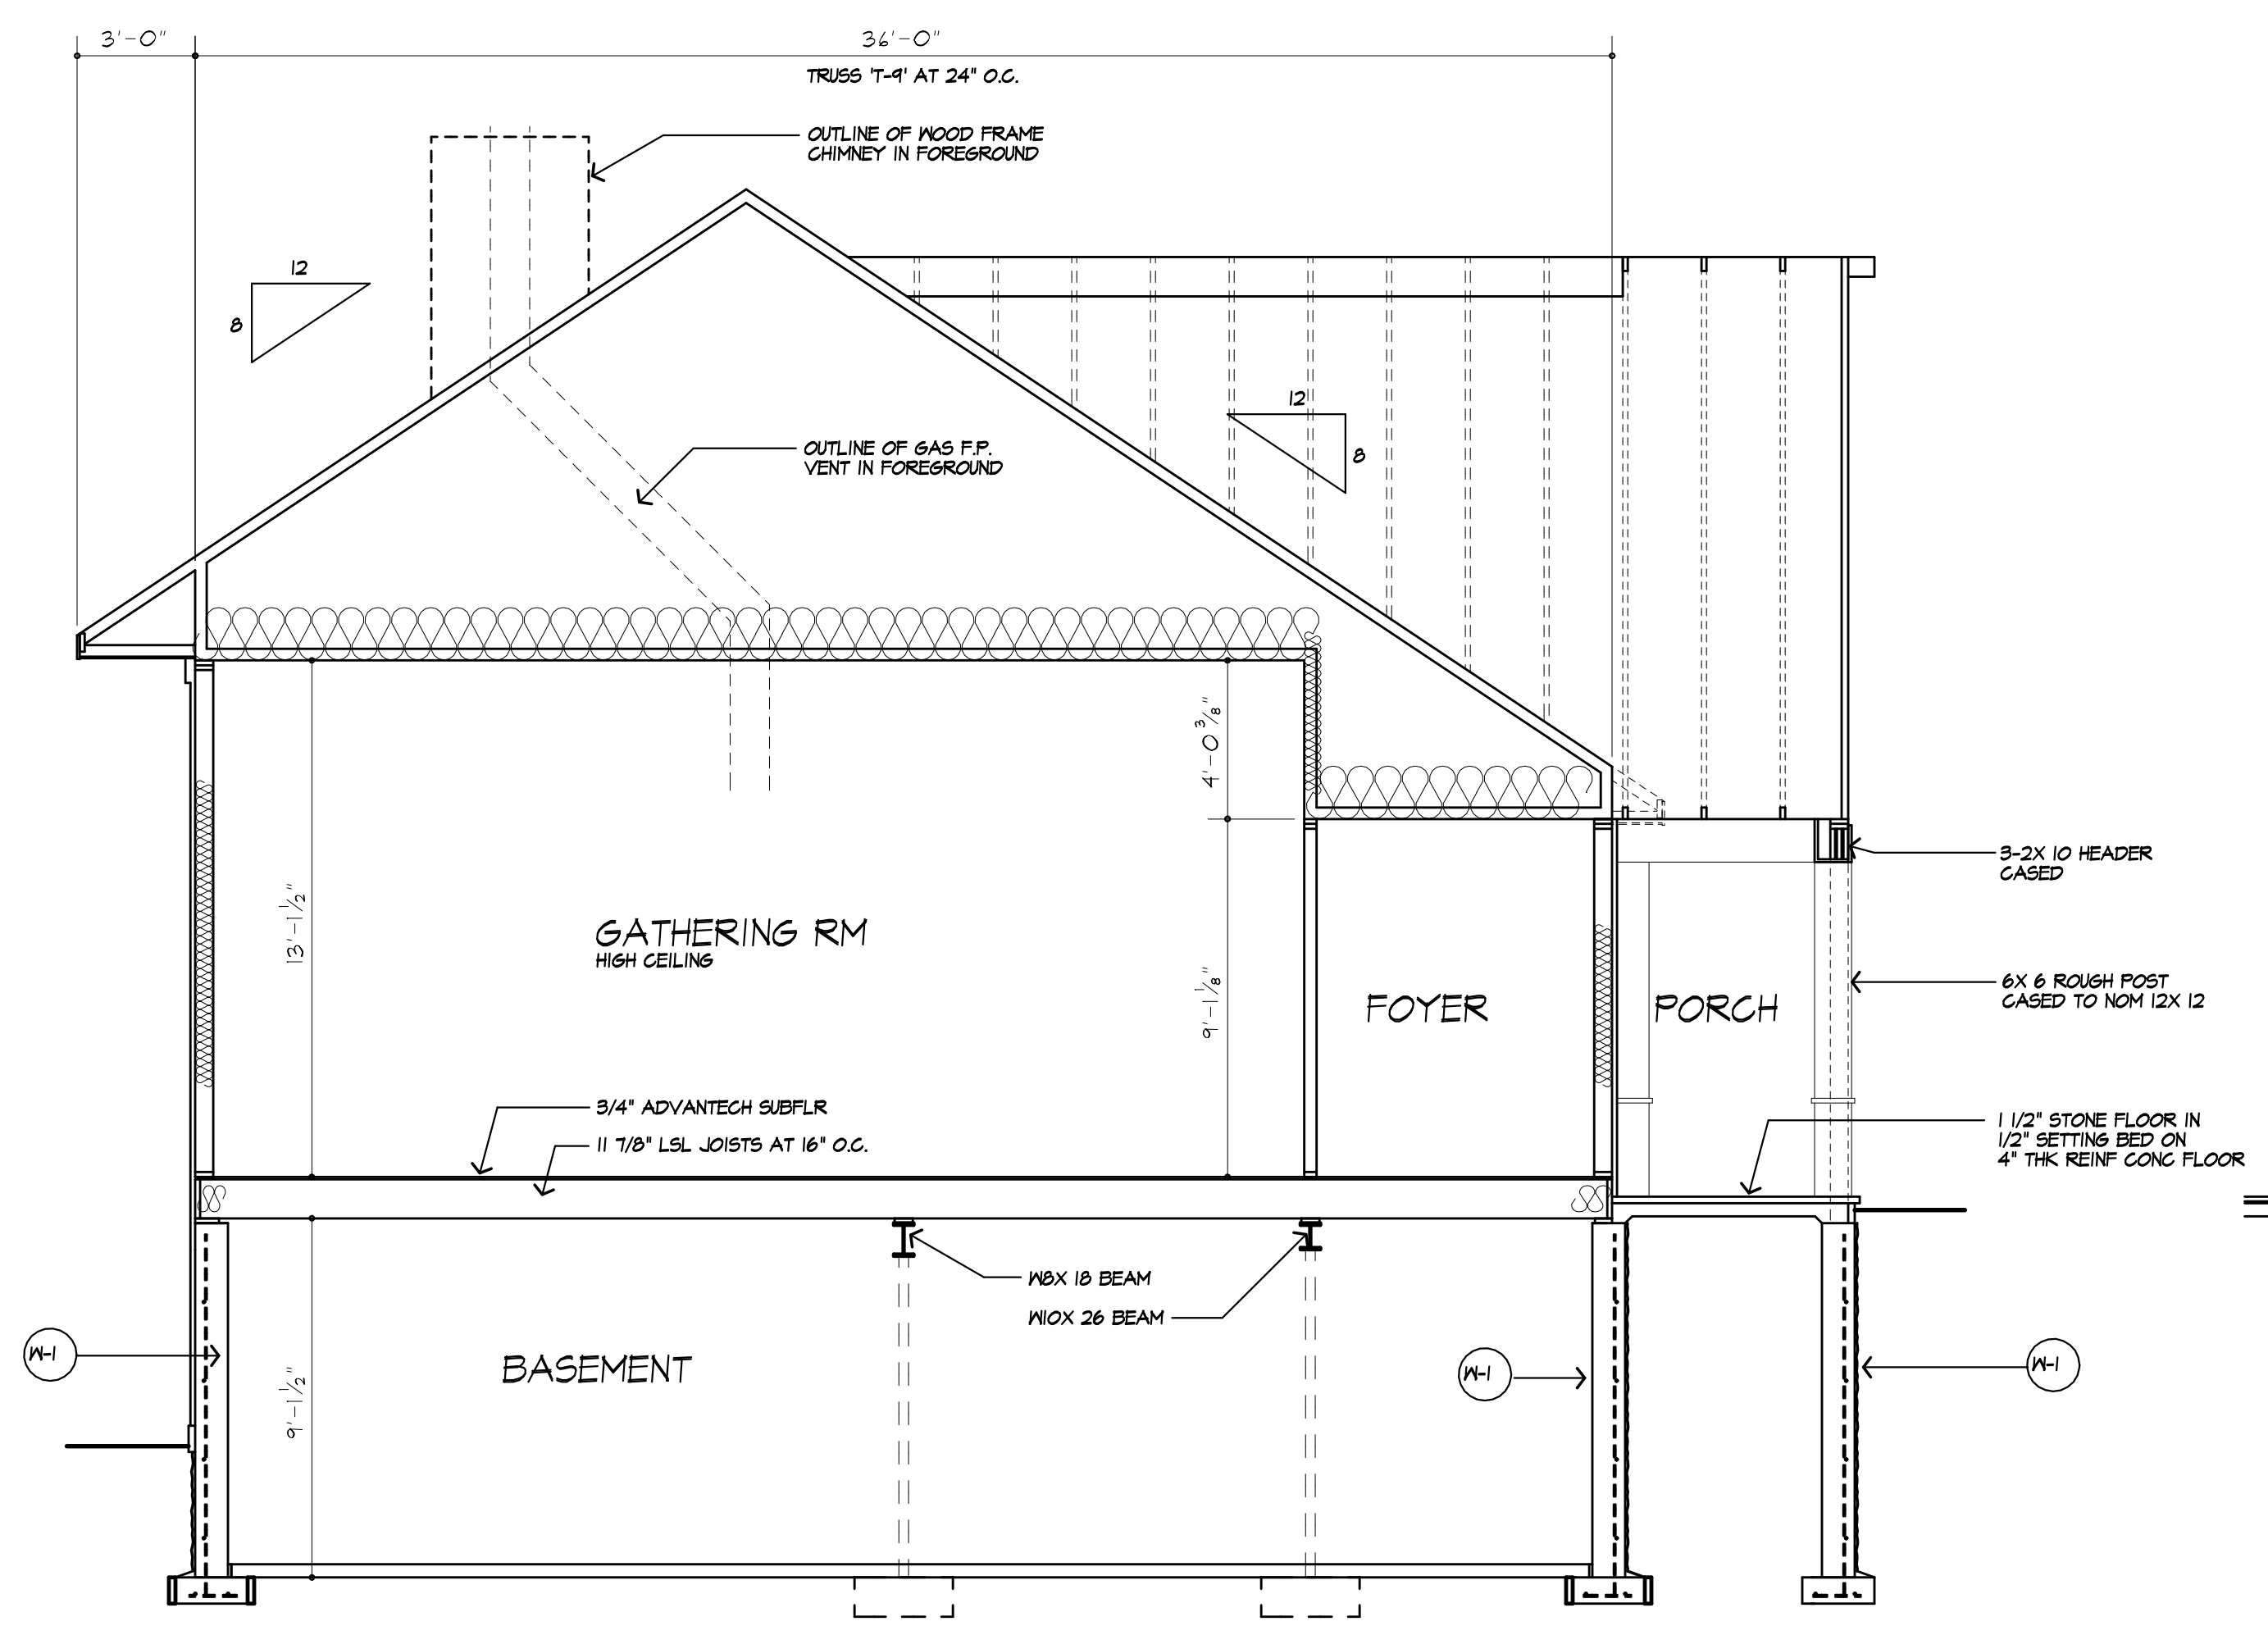 3'-0"
36'-0"
TRUSS 'T-9' AT 24" O.C.
OUTLINE OF WOOD FRAME
CHIMNEY IN FOREGROUND
12
8
12
8
OUTLINE OF GAS F.P.
VENT IN FOREGROUND
4'-0 3/8"
13'-1 1/2"
9'-1 1/8"
GATHERING RM
HIGH CEILING
FOYER
PORCH
3-2X 10 HEADER
CASED
6X 6 ROUGH POST
CASED TO NOM 12X 12
3/4" ADVANTECH SUBFLR
11 7/8" LSL JOISTS AT 16" O.C.
1 1/2" STONE FLOOR IN
1/2" SETTING BED ON
4" THK REINF CONC FLOOR
W8X 18 BEAM
W10X 26 BEAM
BASEMENT
9'-1 1/2"
W-1
W-1
W-1